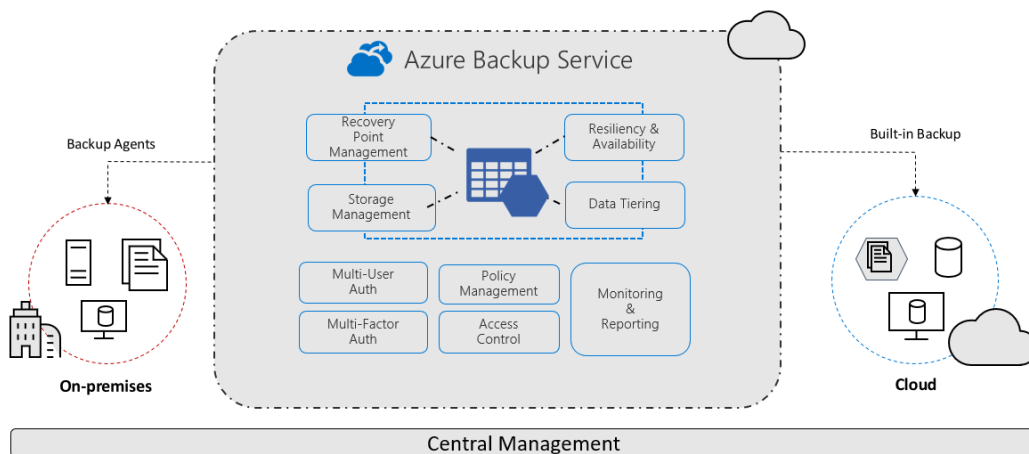 Azure Backup Service
Backup Agents
Recovery
Point
Management
Resiliency &
Availability
Built-in Backup
Storage
Management
Data Tiering
Multi-User
Auth
Policy
Management
Monitoring
&
Reporting
Multi-Factor
Auth
Access
Control
On-premises
Cloud
Central Management